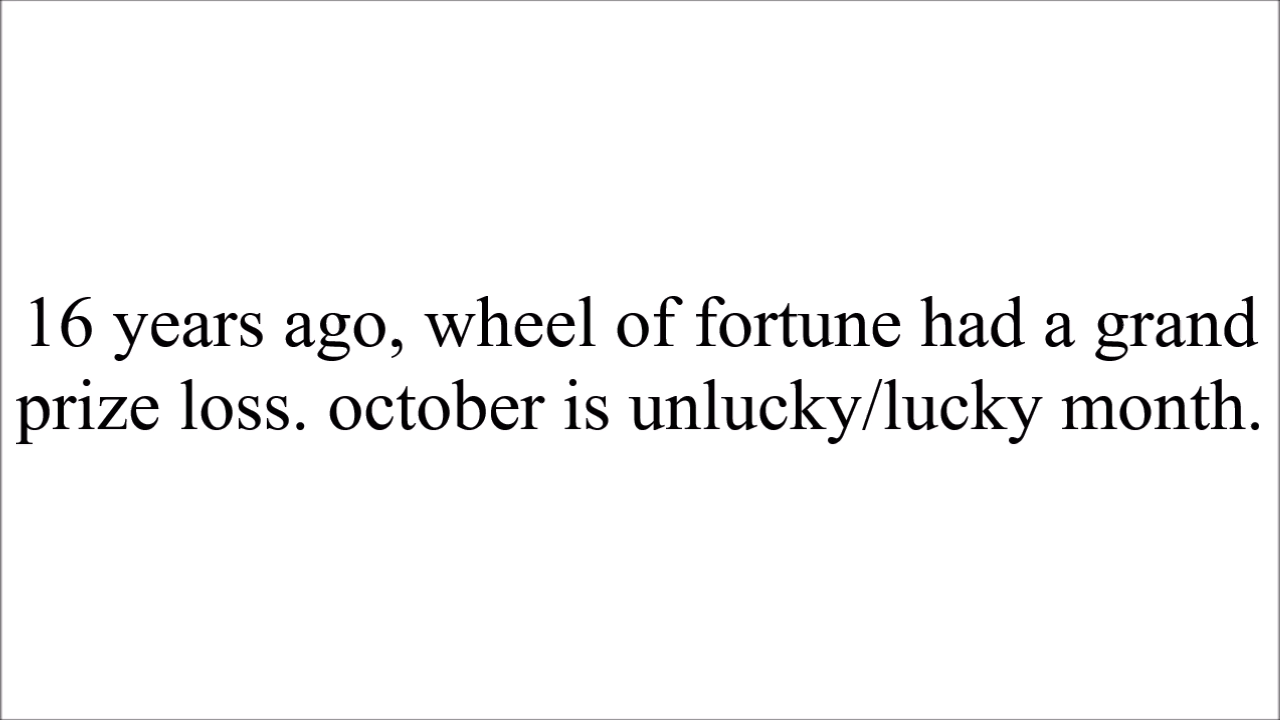 16 years ago, wheel of fortune had a grand
prize loss. october is unlucky/lucky month.